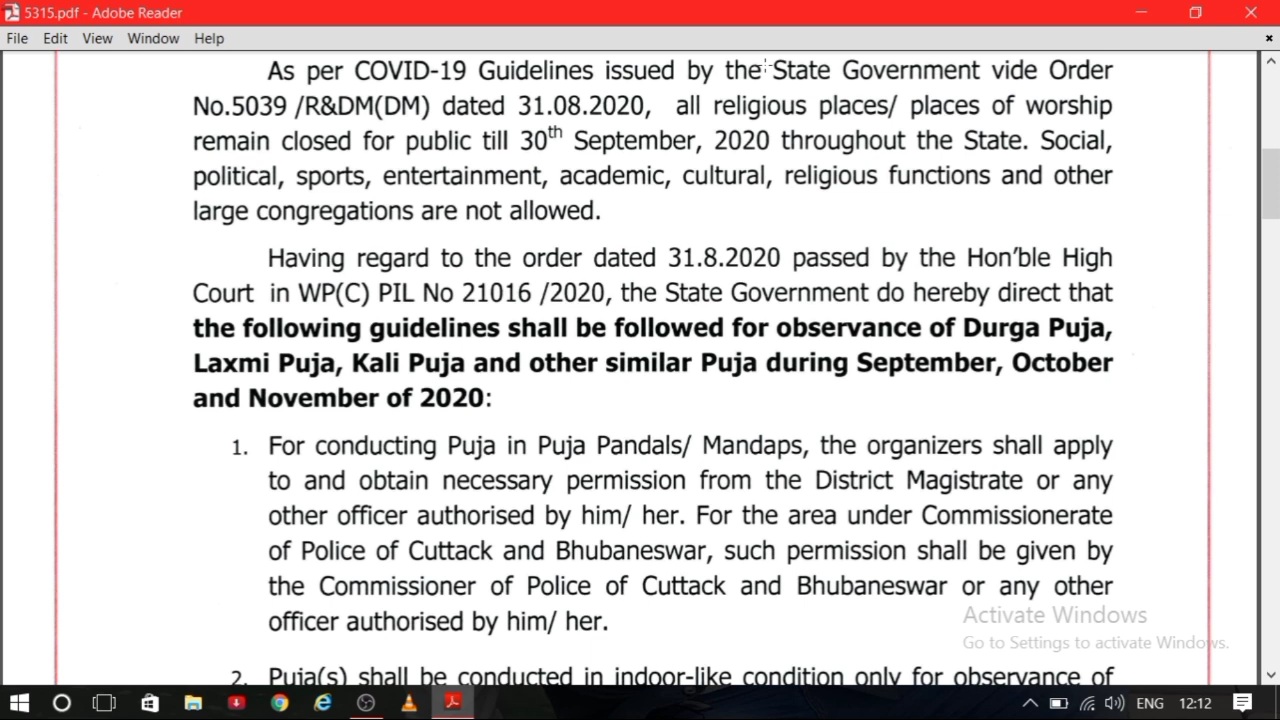 5315.pdf - Adobe Reader
File Edit View Window Help
As per COVID-19 Guidelines issued by the State Government vide Order
No.5039 /R&DM(DM) dated 31.08.2020, all religious places/ places of worship
remain closed for public till 30th September, 2020 throughout the State. Social,
political, sports, entertainment, academic, cultural, religious functions and other
large congregations are not allowed.
Having regard to the order dated 31.8.2020 passed by the Hon'ble High
Court in WP(C) PIL No 21016 /2020, the State Government do hereby direct that
the following guidelines shall be followed for observance of Durga Puja,
Laxmi Puja, Kali Puja and other similar Puja during September, October
and November of 2020:
1. For conducting Puja in Puja Pandals/ Mandaps, the organizers shall apply
to and obtain necessary permission from the District Magistrate or any
other officer authorised by him/ her. For the area under Commissionerate
of Police of Cuttack and Bhubaneswar, such permission shall be given by
the Commissioner of Police of Cuttack and Bhubaneswar or any other
officer authorised by him/ her.
Activate Windows
Go to Settings to activate Windows.
2. Puja(s) shall be conducted in indoor-like condition only for observance of
ENG 12:12